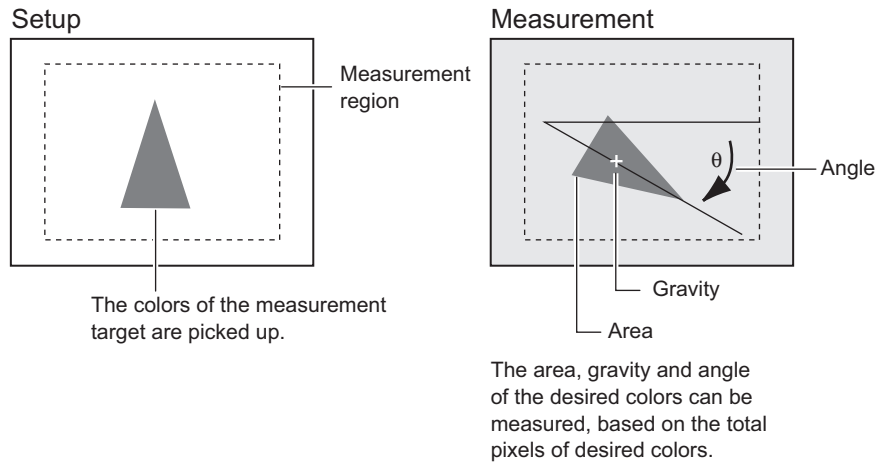 Setup
Measurement
region
The colors of the measurement
target are picked up.
Measurement
θ
Angle
Gravity
Area
The area, gravity and angle
of the desired colors can be
measured, based on the total
pixels of desired colors.